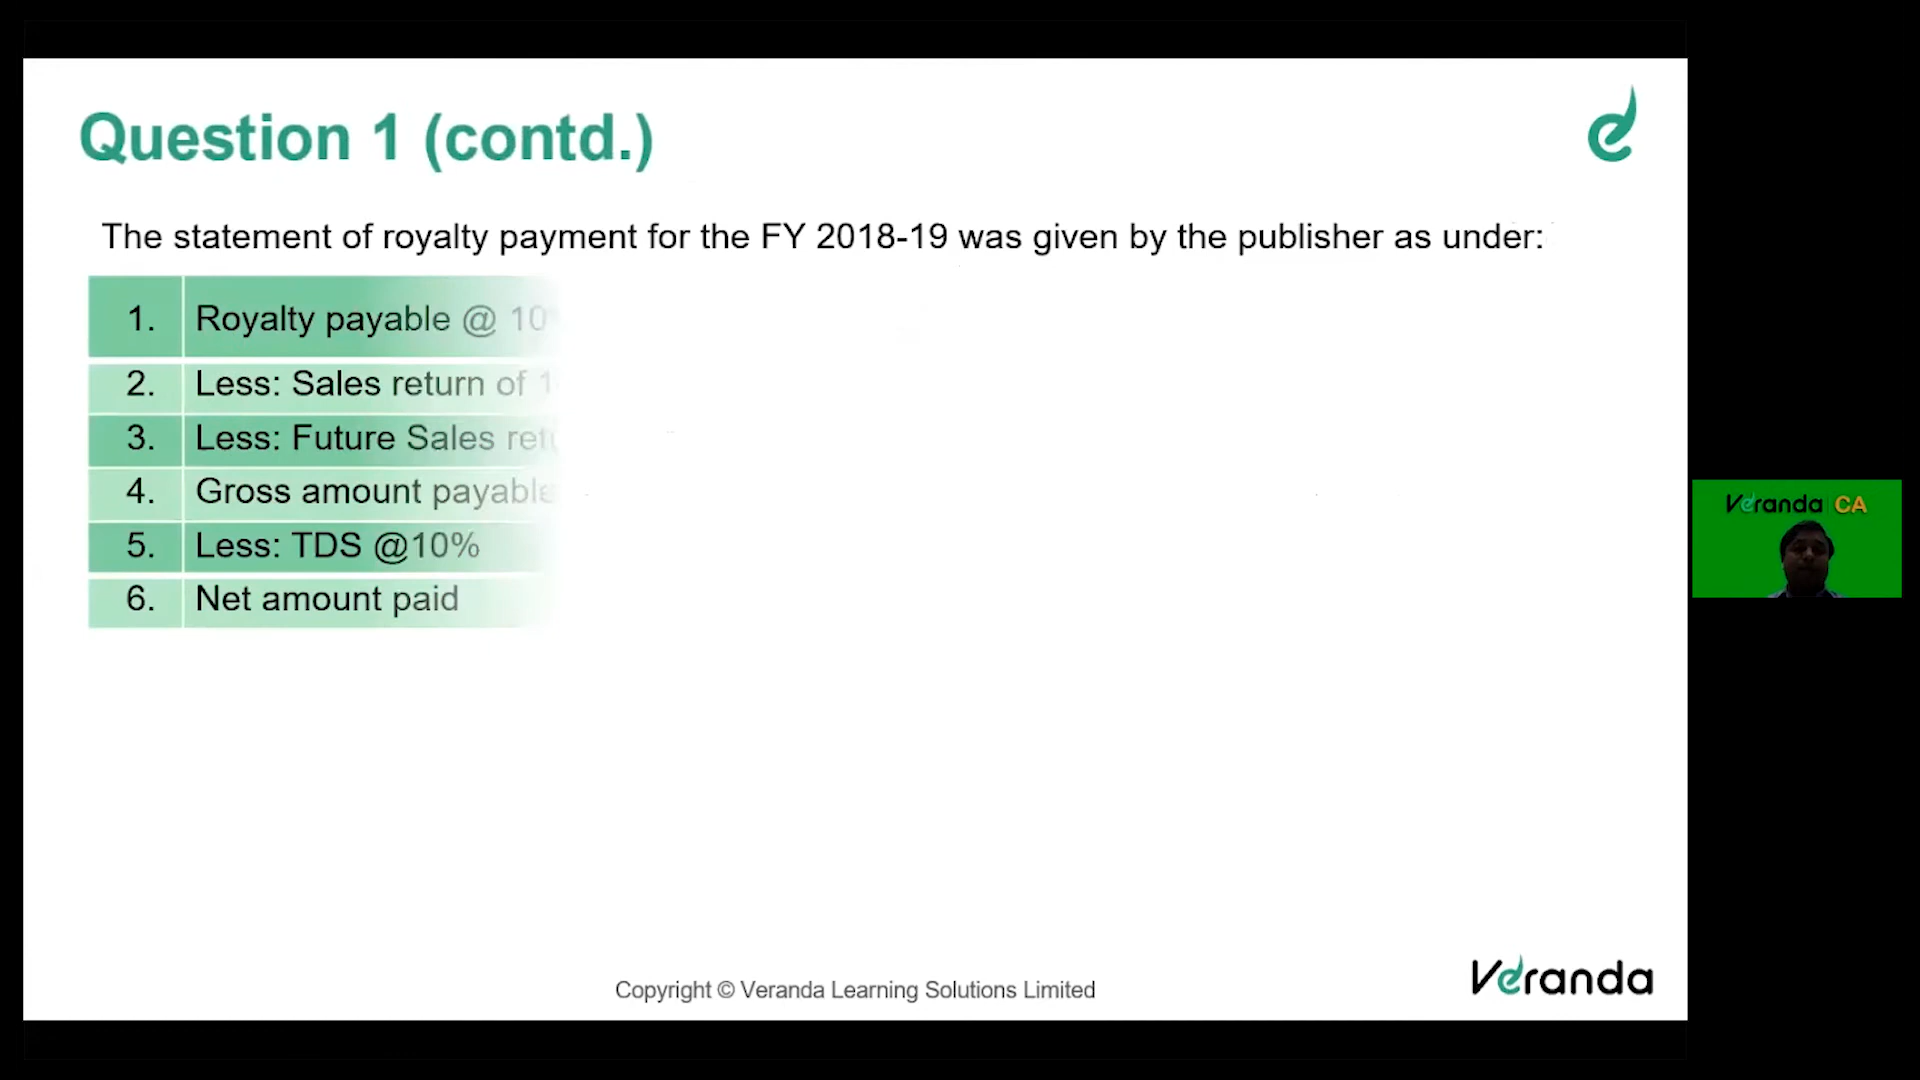 Question 1 (contd.)
The statement of royalty payment for the FY 2018-19 was given by the publisher as under:
1. Royalty payable @ 10%
2. Less: Sales return of
3. Less: Future Sales
4. Gross amount payable
5. Less: TDS @10%
6. Net amount paid
Veranda CA
Copyright © Veranda Learning Solutions Limited
Veranda